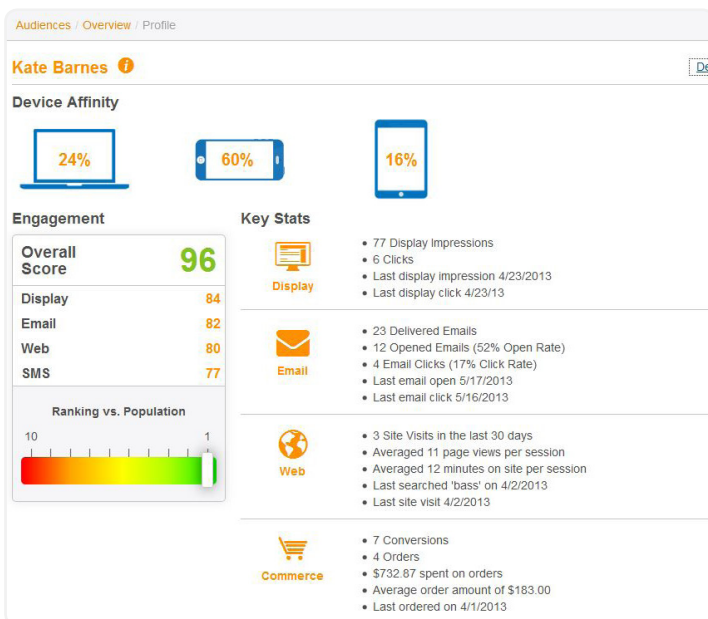 Audiences / Overview / Profile
Kate Barnes i
De
Device Affinity
24%
60%
16%
Engagement
Overall
Score
96
Display 84
Email 82
Web 80
SMS 77
Ranking vs. Population
10 1
Key Stats
Display
• 77 Display Impressions
• 6 Clicks
• Last display impression 4/23/2013
• Last display click 4/23/13
Email
• 23 Delivered Emails
• 12 Opened Emails (52% Open Rate)
• 4 Email Clicks (17% Click Rate)
• Last email open 5/17/2013
• Last email click 5/16/2013
Web
• 3 Site Visits in the last 30 days
• Averaged 11 page views per session
• Averaged 12 minutes on site per session
• Last searched 'bass' on 4/2/2013
• Last site visit 4/2/2013
Commerce
• 7 Conversions
• 4 Orders
• $732.87 spent on orders
• Average order amount of $183.00
• Last ordered on 4/1/2013